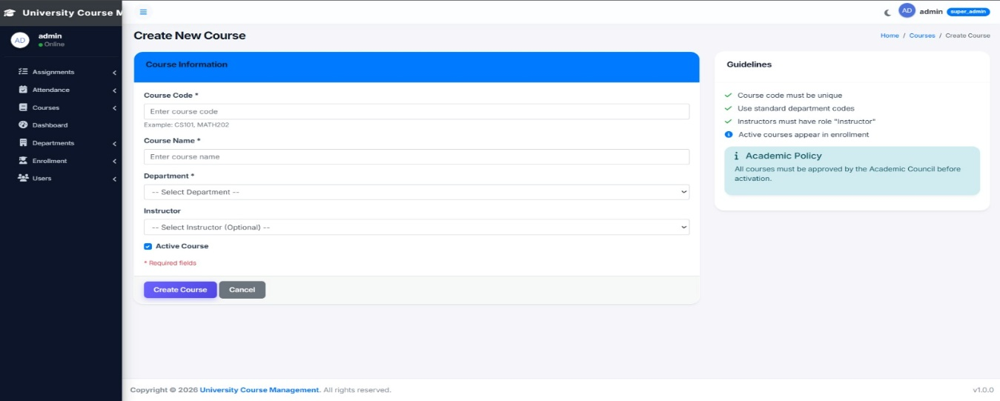 University Course M
AD admin super_admin
AD
admin
Online
Assignments
Attendance
Courses
Dashboard
Departments
Enrollment
Users
Create New Course
Home / Courses / Create Course
Course Information
Course Code *
Enter course code
Example: CS101, MATH202
Course Name *
Enter course name
Department *
-- Select Department --
Instructor
-- Select Instructor (Optional) --
Active Course
* Required fields
Create Course Cancel
Guidelines
Course code must be unique
Use standard department codes
Instructors must have role "Instructor"
Active courses appear in enrollment
Academic Policy
All courses must be approved by the Academic Council before
activation.
Copyright © 2026 University Course Management. All rights reserved. v1.0.0